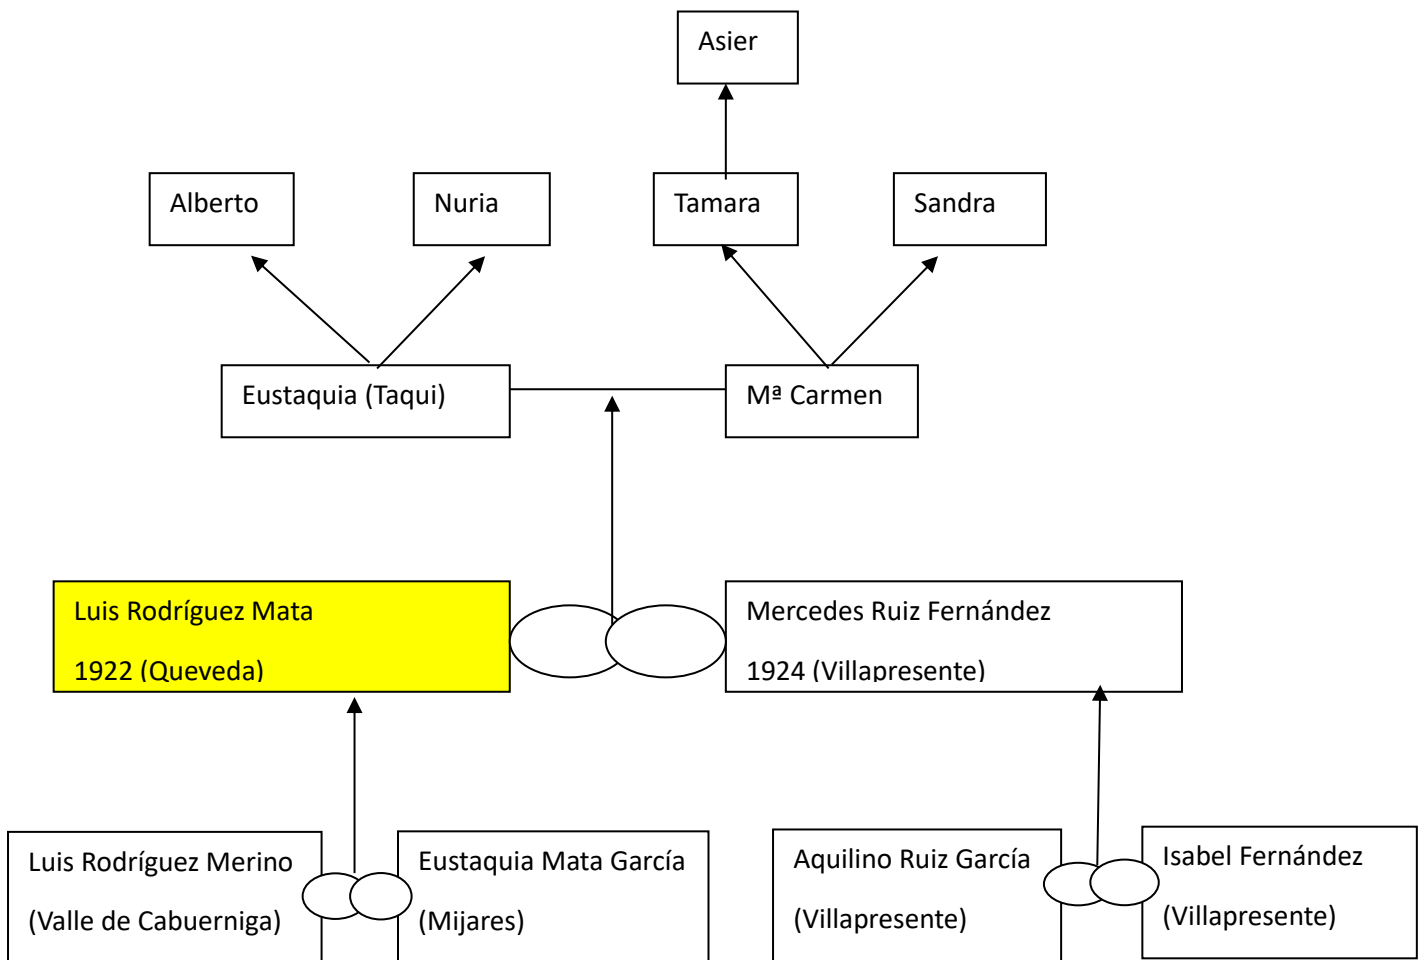 Asier
Alberto
Nuria
Tamara
Sandra
Eustaquia (Taqui)
Mª Carmen
Luis Rodríguez Mata
1922 (Queveda)
Mercedes Ruiz Fernández
1924 (Villapresente)
Luis Rodríguez Merino
(Valle de Cabuerniga)
Eustaquia Mata García
(Mijares)
Aquilino Ruiz García
(Villapresente)
Isabel Fernández
(Villapresente)